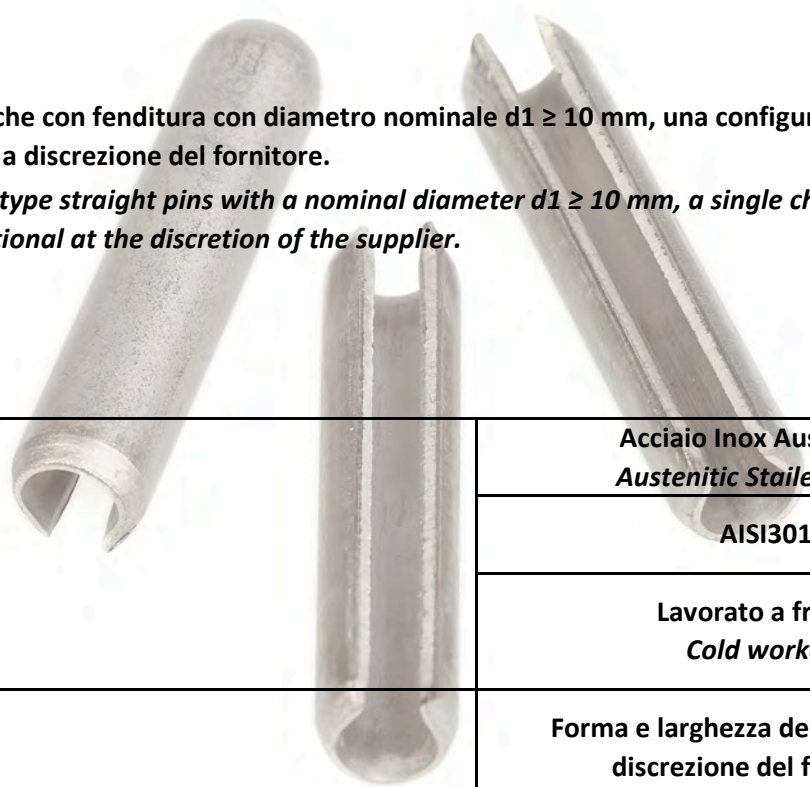 che con fenditura con diametro nominale d1 ≥ 10 mm, una configur
a discrezione del fornitore.
type straight pins with a nominal diameter d1 ≥ 10 mm, a single ch
tional at the discretion of the supplier.
Acciaio Inox Aus
Austenitic Staile
AISI301
Lavorato a fr
Cold work
Forma e larghezza de
discrezione del f